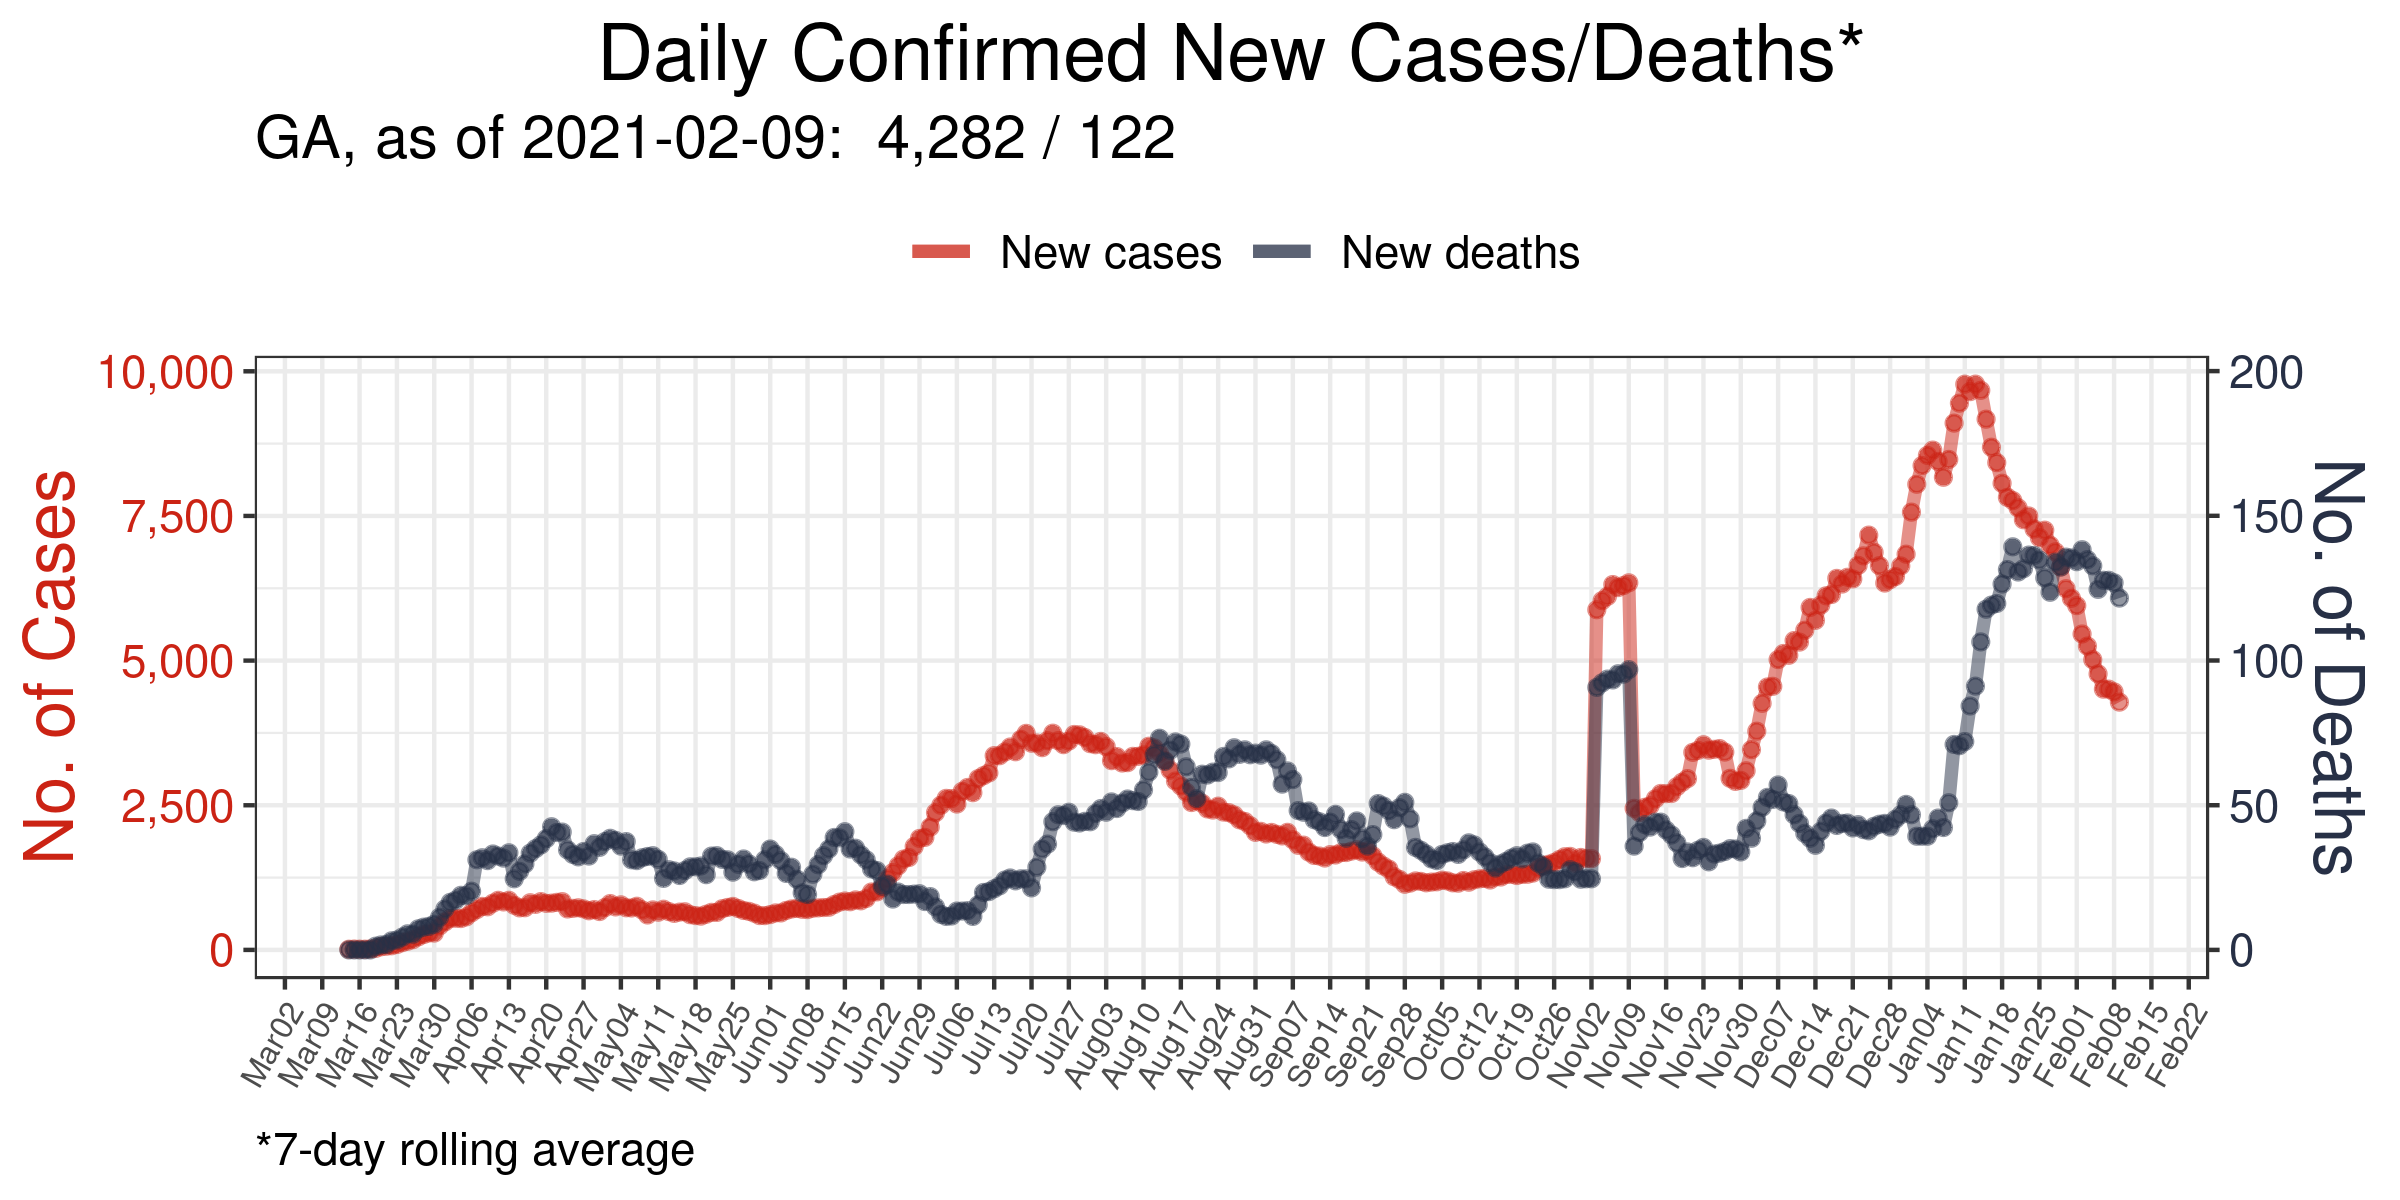 Daily Confirmed New Cases/Deaths*
GA, as of 2021-02-09:  4,282 / 122
New cases
New deaths
No. of Cases
10,000
7,500
5,000
2,500
0
200
150
100
50
0
No. of Deaths
Mar02
Mar09
Mar16
Mar23
Mar30
Apr06
Apr13
Apr20
Apr27
May04
May11
May18
May25
Jun01
Jun08
Jun15
Jun22
Jun29
Jul06
Jul13
Jul20
Jul27
Aug03
Aug10
Aug17
Aug24
Aug31
Sep07
Sep14
Sep21
Sep28
Oct05
Oct12
Oct19
Oct26
Nov02
Nov09
Nov16
Nov23
Nov30
Dec07
Dec14
Dec21
Dec28
Jan04
Jan11
Jan18
Jan25
Feb01
Feb08
Feb15
Feb22
*7-day rolling average